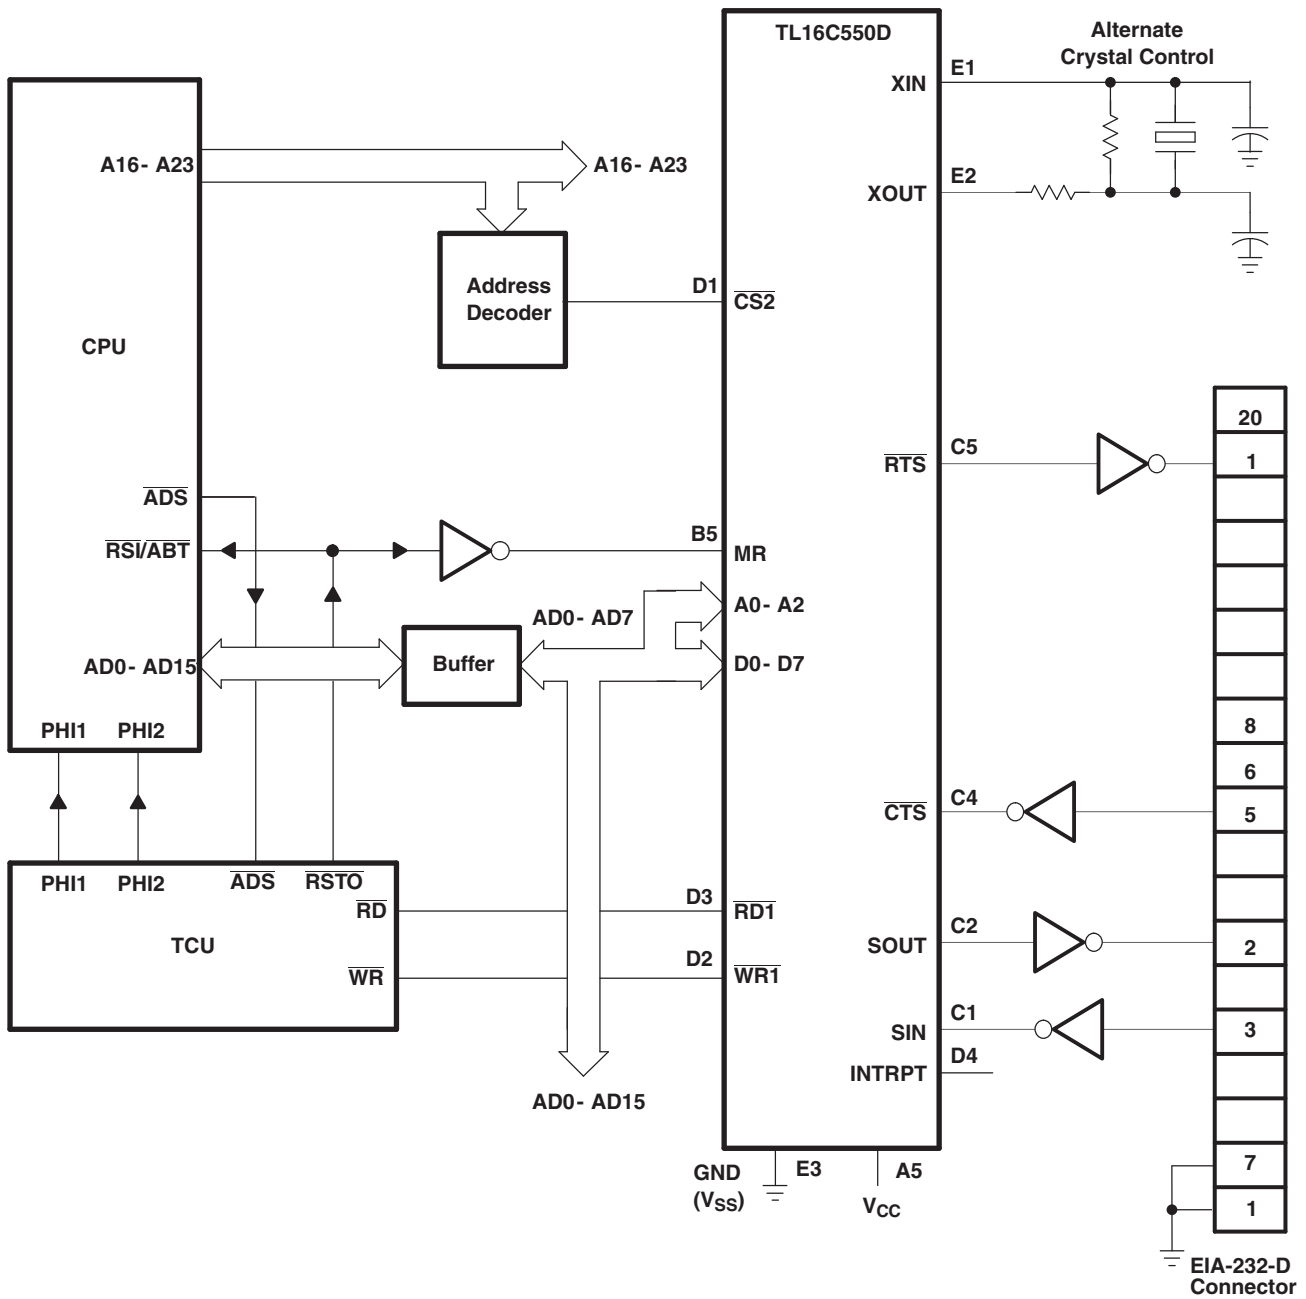 TL16C550D
Alternate
Crystal Control
XIN
E1
A16- A23
A16- A23
XOUT
E2
Address
Decoder
D1
CS2
CPU
20
RTS
C5
1
ADS
RSI/ABT
B5
MR
AD0- AD7
A0- A2
AD0- AD15
Buffer
D0- D7
PHI1
PHI2
8
6
CTS
C4
5
PHI1
PHI2
ADS
RSTO
RD
D3
RD1
TCU
SOUT
C2
2
WR
D2
WR1
SIN
C1
3
INTRPT
D4
AD0- AD15
GND
(VSS)
E3
A5
VCC
7
1
EIA-232-D
Connector